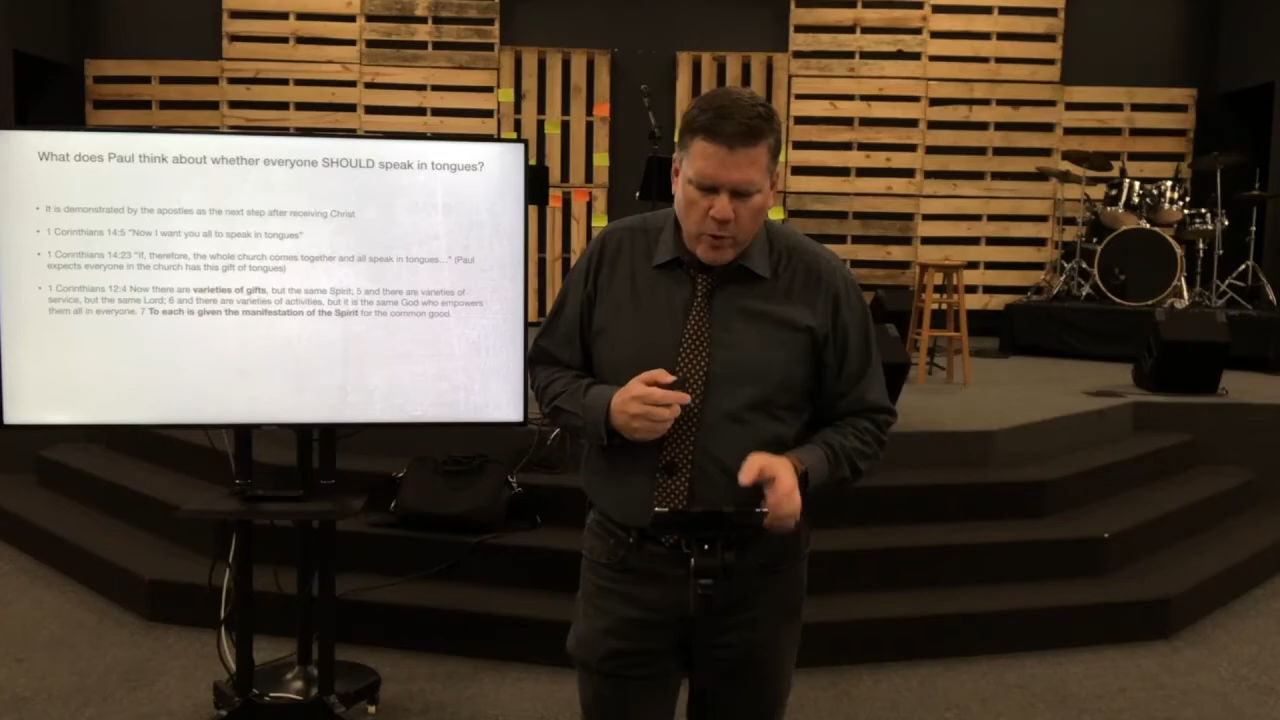 What does Paul think about whether everyone SHOULD speak in tongues?
• It is demonstrated by the apostles as the next step after receiving Christ
• 1 Corinthians 14:5 "Now I want you all to speak in tongues"
• 1 Corinthians 14:23 "If, therefore, the whole church comes together and all speak in tongues…" (Paul
expects everyone in the church has this gift of tongues)
• 1 Corinthians 12:4 Now there are varieties of gifts, but the same Spirit; 5 and there are varieties of
service, but the same Lord; 6 and there are varieties of activities, but it is the same God who empowers
them all in everyone. 7 To each is given the manifestation of the Spirit for the common good.